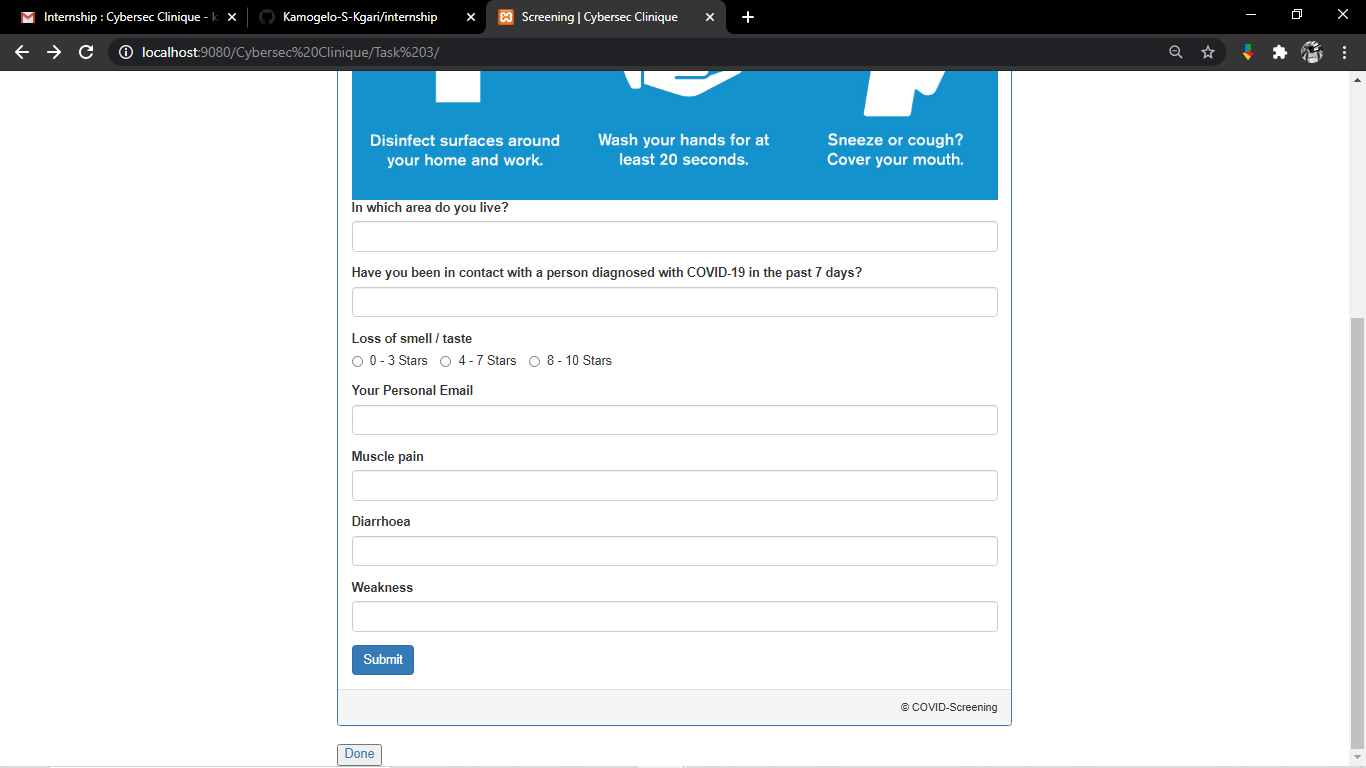 Internship : Cybersec Clinique - k
Kamogelo-S-Kgari/internship
Screening | Cybersec Clinique
localhost:9080/Cybersec%20Clinique/Task%203/
Disinfect surfaces around
your home and work.
Wash your hands for at
least 20 seconds.
Sneeze or cough?
Cover your mouth.
In which area do you live?
Have you been in contact with a person diagnosed with COVID-19 in the past 7 days?
Loss of smell / taste
0 - 3 Stars 4 - 7 Stars 8 - 10 Stars
Your Personal Email
Muscle pain
Diarrhoea
Weakness
Submit
© COVID-Screening
Done